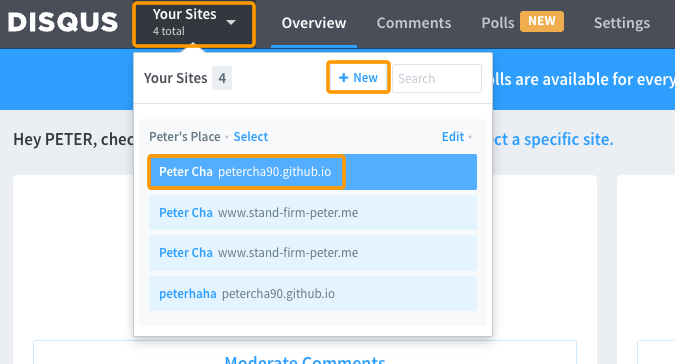 DISQUS
Your Sites
4 total
Overview Comments Polls NEW Settings
Your Sites 4 + New Search
olls are available for every
Hey PETER, chec
ct a specific site.
Peter's Place • Select Edit •
Peter Cha petercha90.github.io
Peter Cha www.stand-firm-peter.me
Peter Cha www.stand-firm-peter.me
peterhaha petercha90.github.io
Moderate Comments